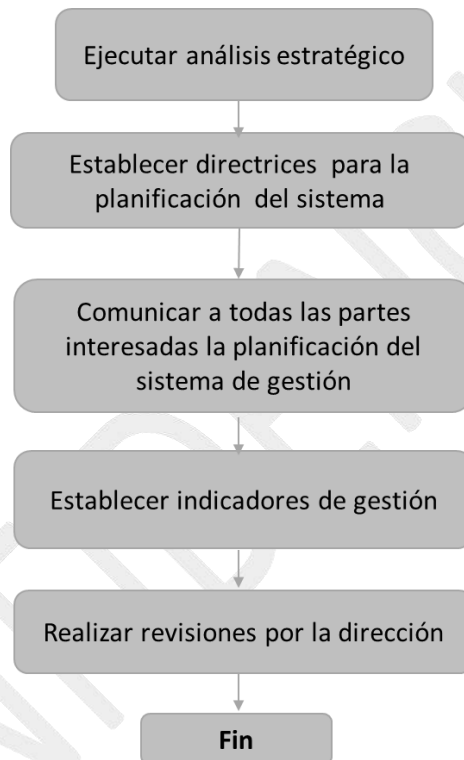 Ejecutar análisis estratégico
Establecer directrices para la
planificación del sistema
Comunicar a todas las partes
interesadas la planificación del
sistema de gestión
Establecer indicadores de gestión
Realizar revisiones por la dirección
Fin